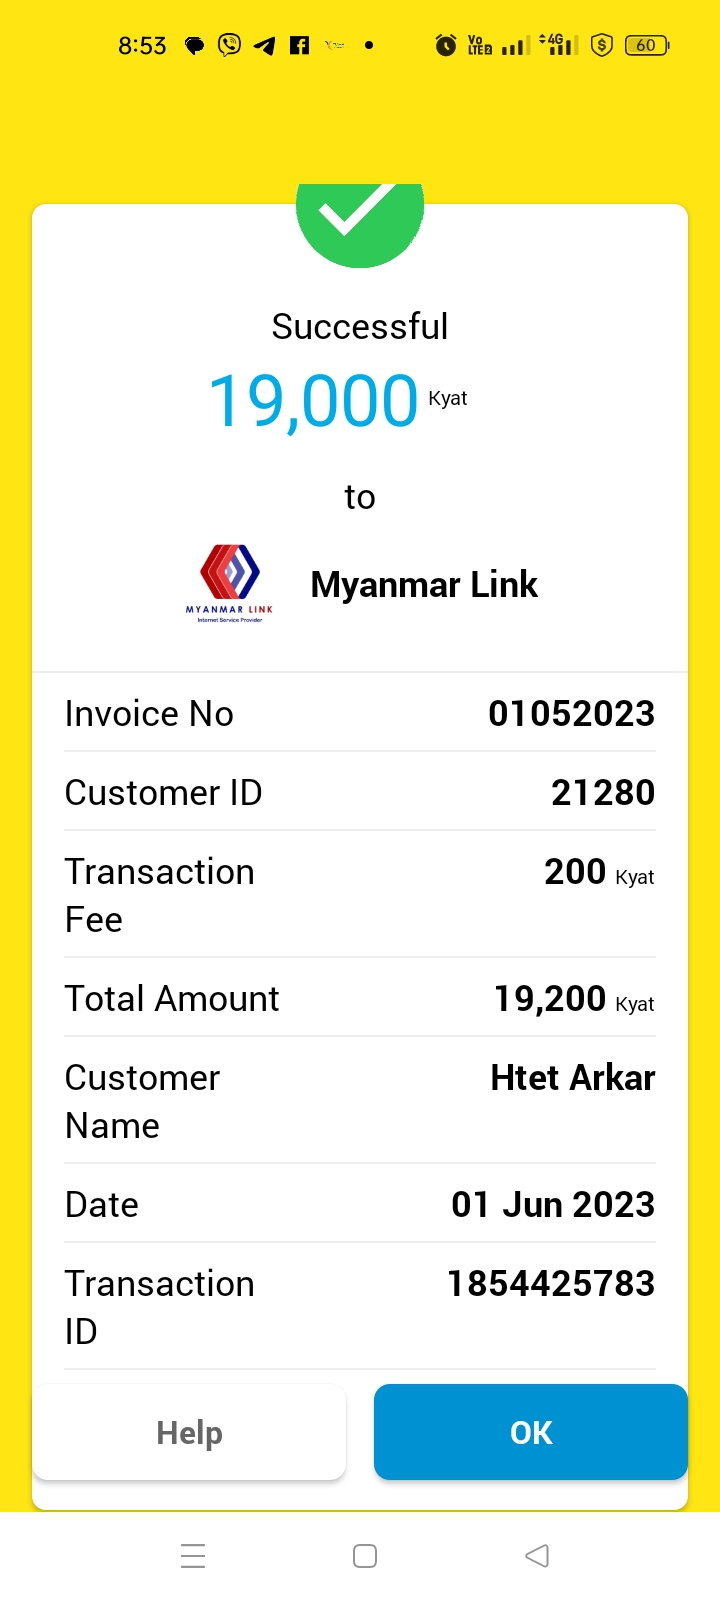 8:53
Vo
LTE2
4G
60
Successful
19,000 Kyat
to
MYANMAR LINK
Internet Service Provider
Myanmar Link
Invoice No 01052023
Customer ID 21280
Transaction 200 Kyat
Fee
Total Amount 19,200 Kyat
Customer Htet Arkar
Name
Date 01 Jun 2023
Transaction 1854425783
ID
Help OK